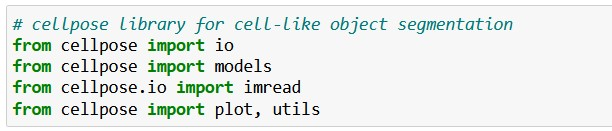 # cellpose library for cell-like object segmentation
from cellpose import io
from cellpose import models
from cellpose.io import imread
from cellpose import plot, utils